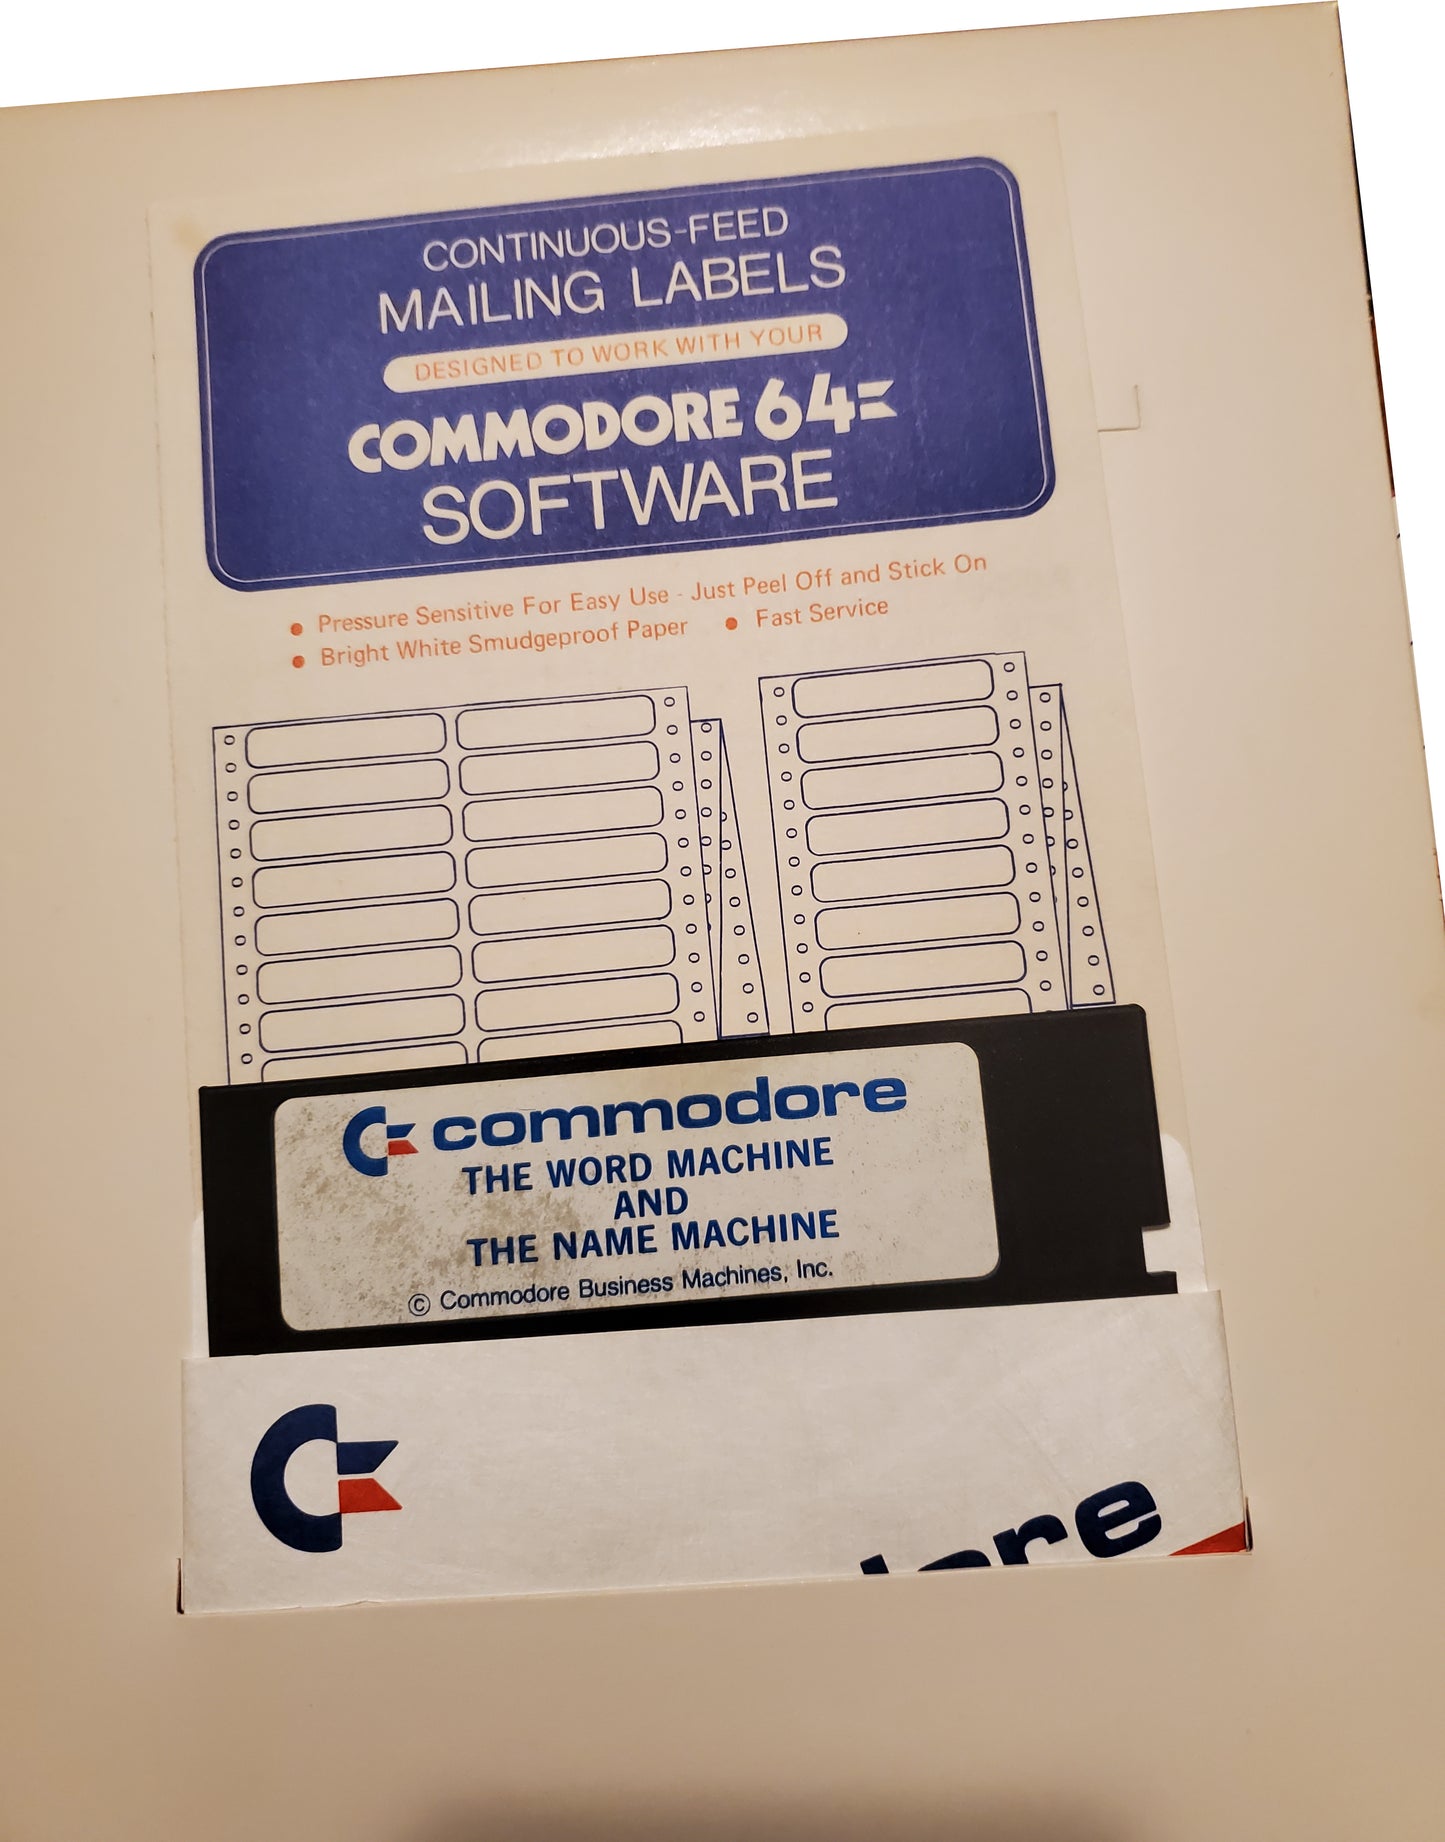 CONTINUOUS-FEED
MAILING LABELS
DESIGNED TO WORK WITH YOUR
COMMODORE 64
SOFTWARE
• Pressure Sensitive For Easy Use - Just Peel Off and Stick On
• Bright White Smudgeproof Paper • Fast Service
commodore
THE WORD MACHINE
AND
THE NAME MACHINE
© Commodore Business Machines, Inc.